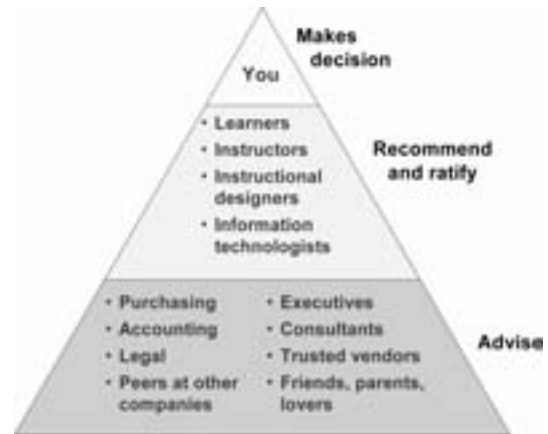 Makes
decision
You
• Learners
• Instructors
• Instructional
designers
• Information
technologists
Recommend
and ratify
• Purchasing
• Accounting
• Legal
• Peers at other
companies
• Executives
• Consultants
• Trusted vendors
• Friends, parents,
lovers
Advise